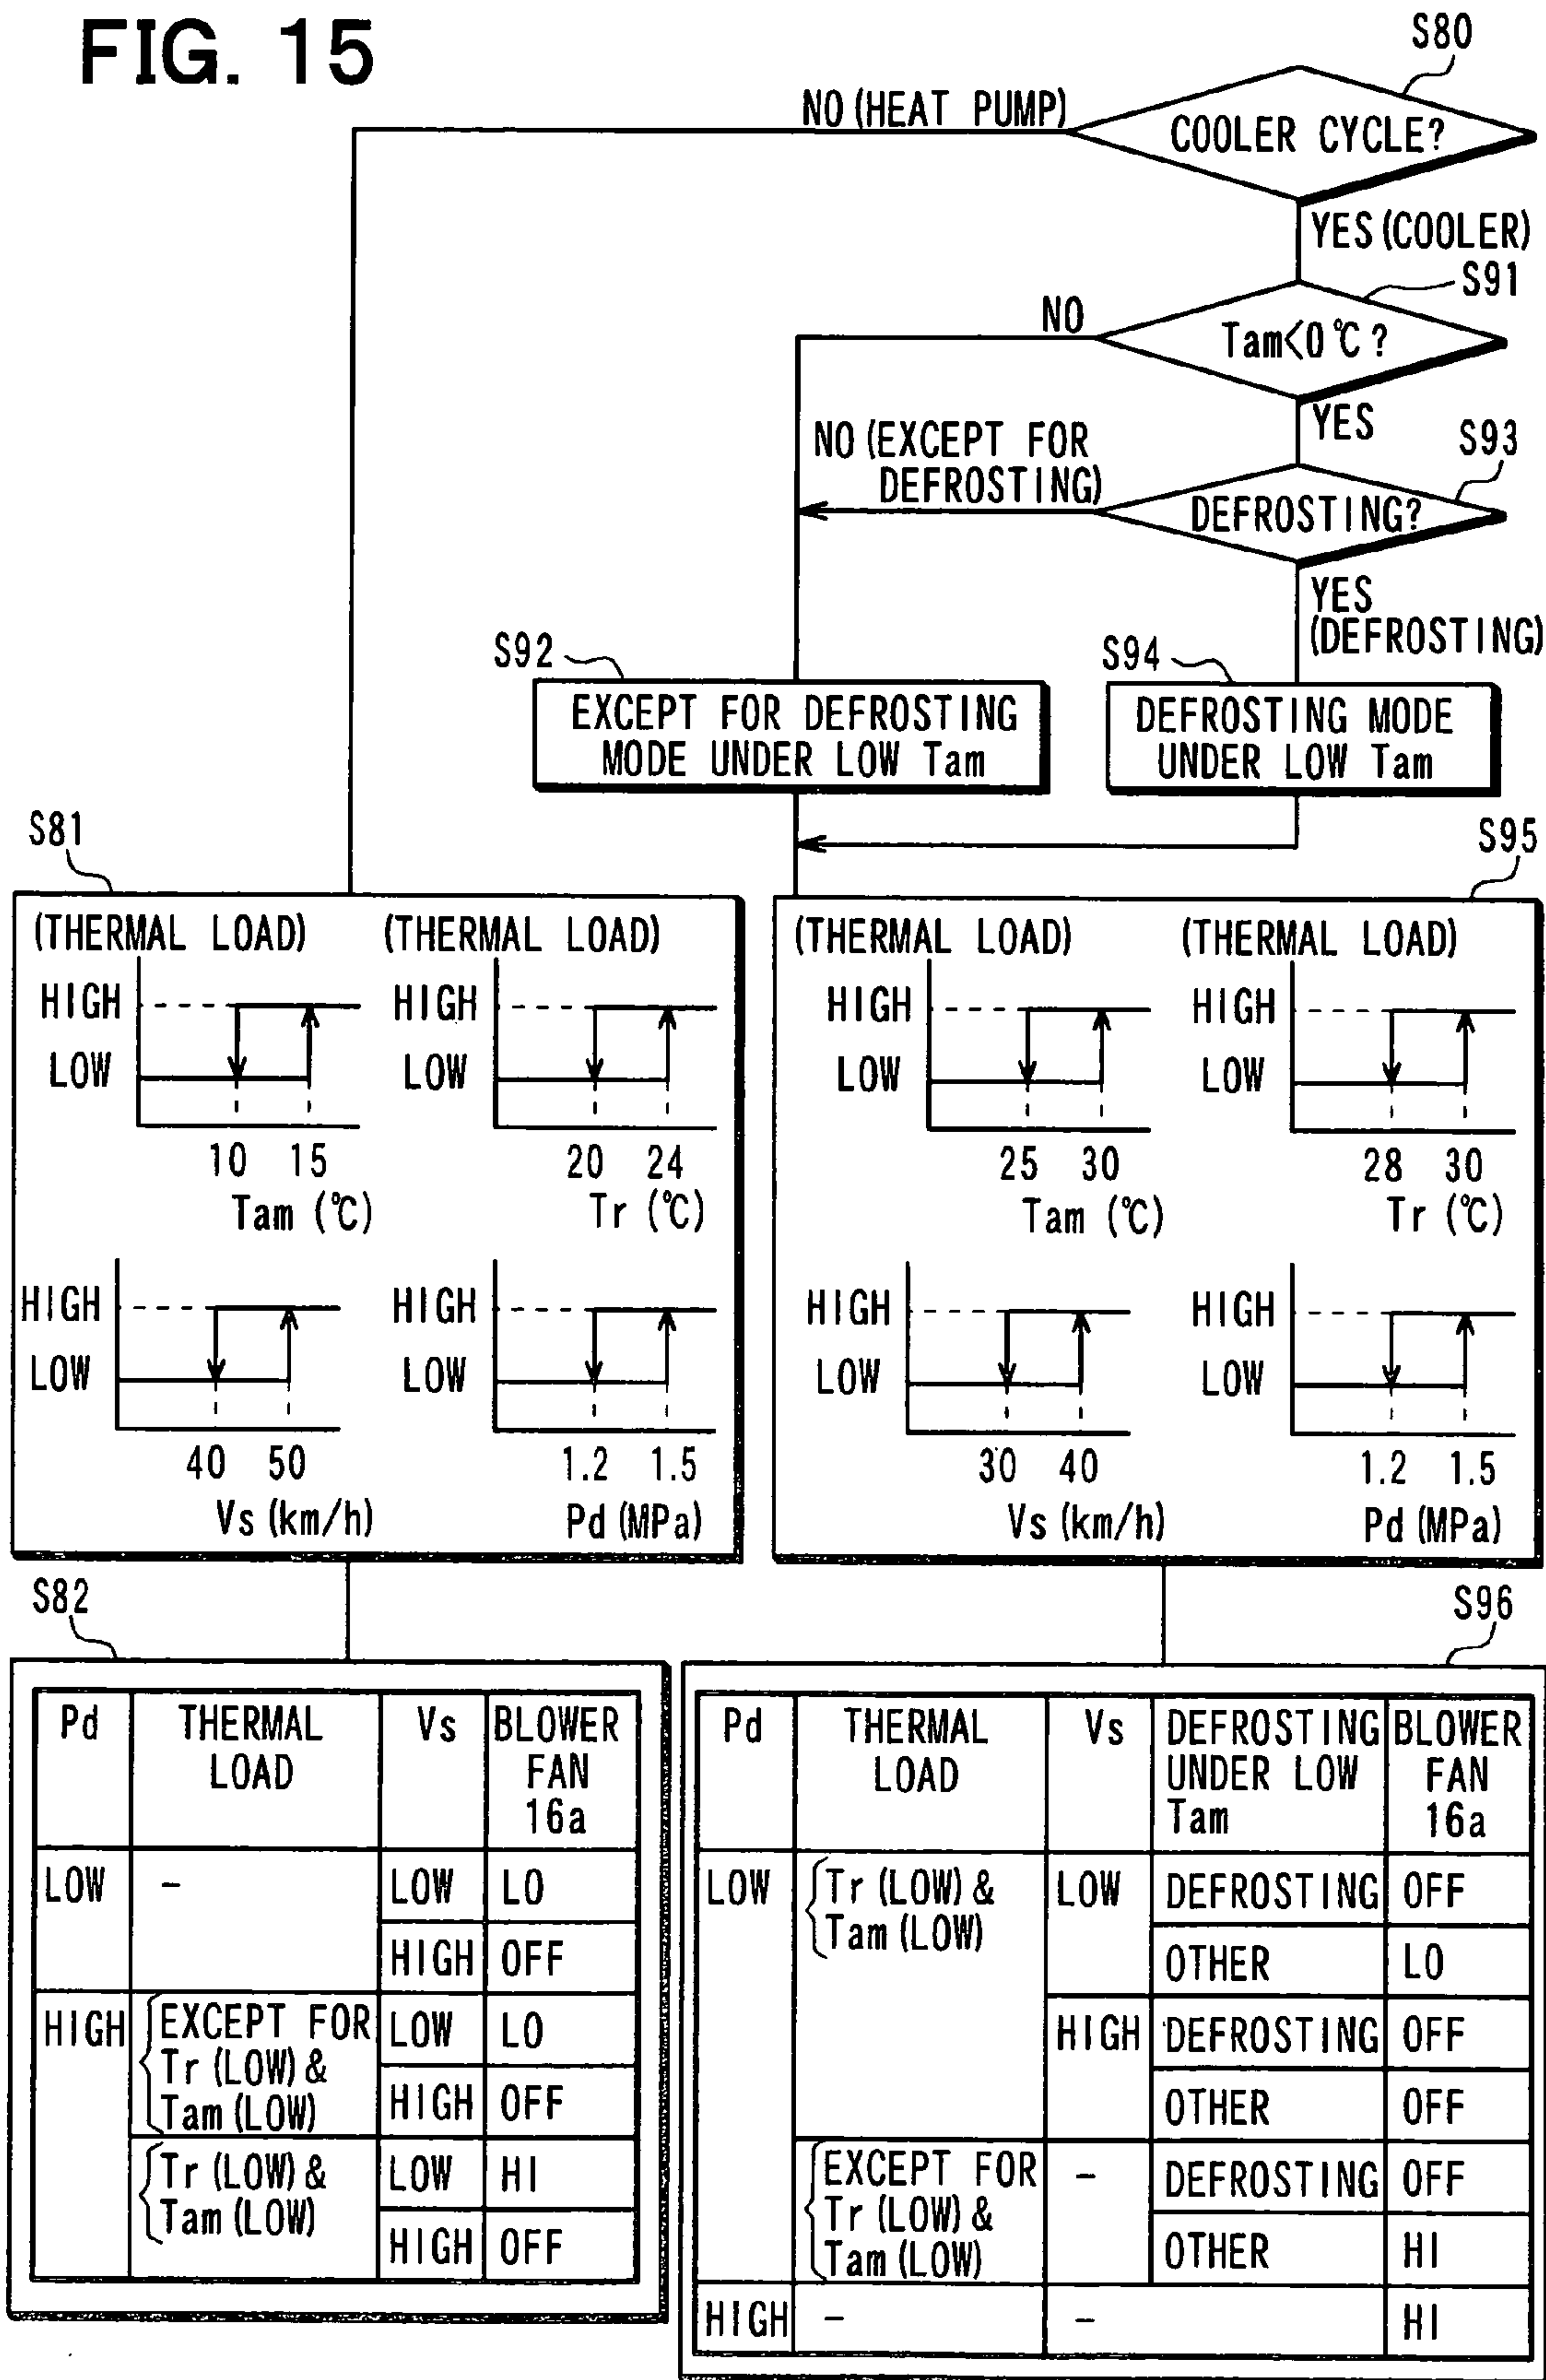 FIG. 15
S80
NO (HEAT PUMP)
COOLER CYCLE?
YES (COOLER)
S91
NO
Tam<0℃?
YES
NO (EXCEPT FOR
DEFROSTING)
S93
DEFROSTING?
YES
(DEFROSTING)
S92
S94
EXCEPT FOR DEFROSTING
MODE UNDER LOW Tam
DEFROSTING MODE
UNDER LOW Tam
S81
(THERMAL LOAD)
HIGH
LOW
10 15
Tam (℃)
(THERMAL LOAD)
HIGH
LOW
20 24
Tr (℃)
HIGH
LOW
40 50
Vs (km/h)
HIGH
LOW
1.2 1.5
Pd (MPa)
S95
(THERMAL LOAD)
HIGH
LOW
25 30
Tam (℃)
(THERMAL LOAD)
HIGH
LOW
28 30
Tr (℃)
HIGH
LOW
30 40
Vs (km/h)
HIGH
LOW
1.2 1.5
Pd (MPa)
S82
Pd
THERMAL
LOAD
Vs
BLOWER
FAN
16a
LOW
-
LOW
LO
HIGH
OFF
HIGH
EXCEPT FOR
Tr (LOW) &
Tam (LOW)
LOW
LO
HIGH
OFF
Tr (LOW) &
Tam (LOW)
LOW
HI
HIGH
OFF
S96
Pd
THERMAL
LOAD
Vs
DEFROSTING
UNDER LOW
Tam
BLOWER
FAN
16a
LOW
Tr (LOW) &
Tam (LOW)
LOW
DEFROSTING
OFF
OTHER
LO
HIGH
DEFROSTING
OFF
OTHER
OFF
EXCEPT FOR
Tr (LOW) &
Tam (LOW)
-
DEFROSTING
OFF
OTHER
HI
HIGH
-
-
HI